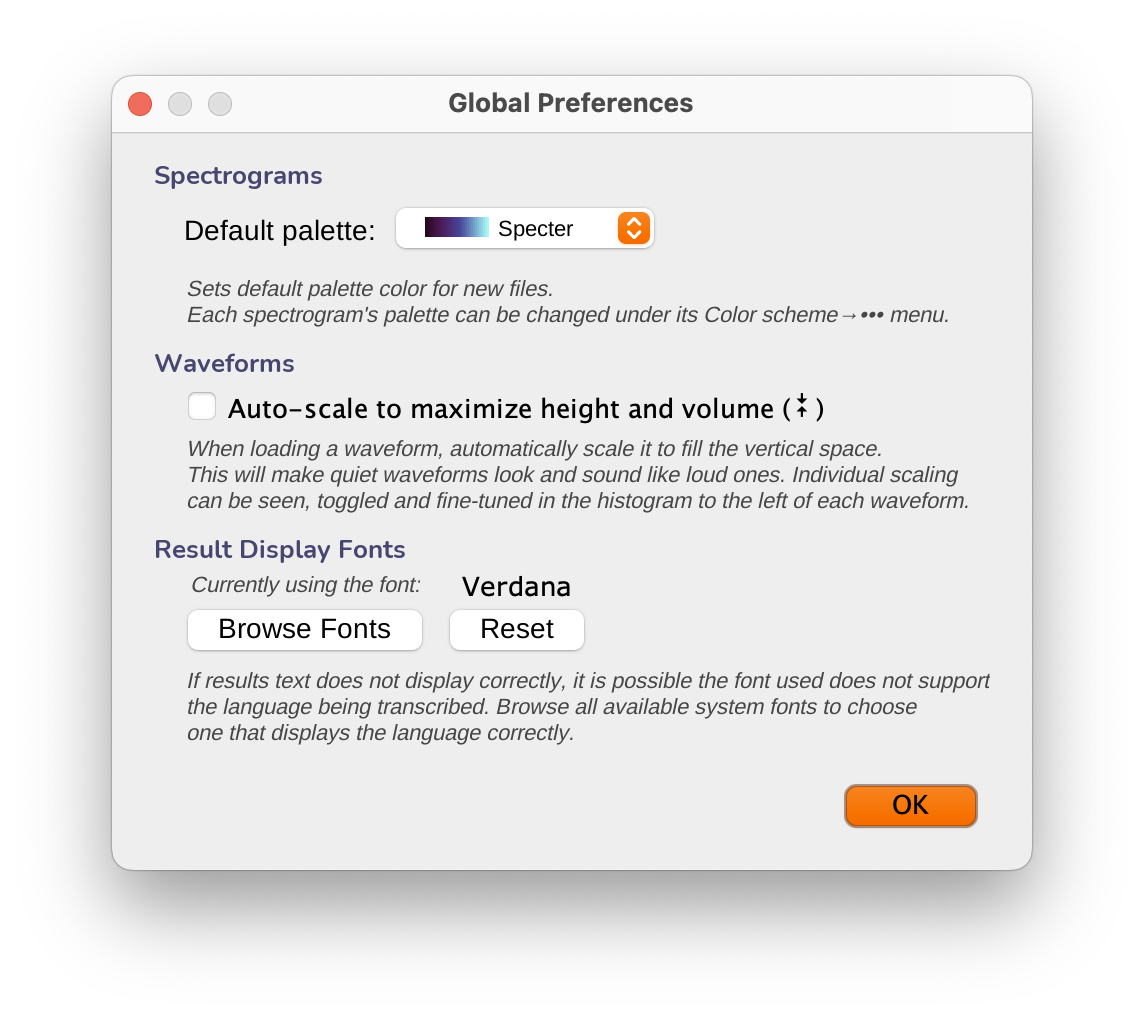 Global Preferences
Spectrograms
Default palette: Specter
Sets default palette color for new files.
Each spectrogram's palette can be changed under its Color scheme→••• menu.
Waveforms
Auto-scale to maximize height and volume ( )
When loading a waveform, automatically scale it to fill the vertical space.
This will make quiet waveforms look and sound like loud ones. Individual scaling
can be seen, toggled and fine-tuned in the histogram to the left of each waveform.
Result Display Fonts
Currently using the font: Verdana
Browse Fonts Reset
If results text does not display correctly, it is possible the font used does not support
the language being transcribed. Browse all available system fonts to choose
one that displays the language correctly.
OK